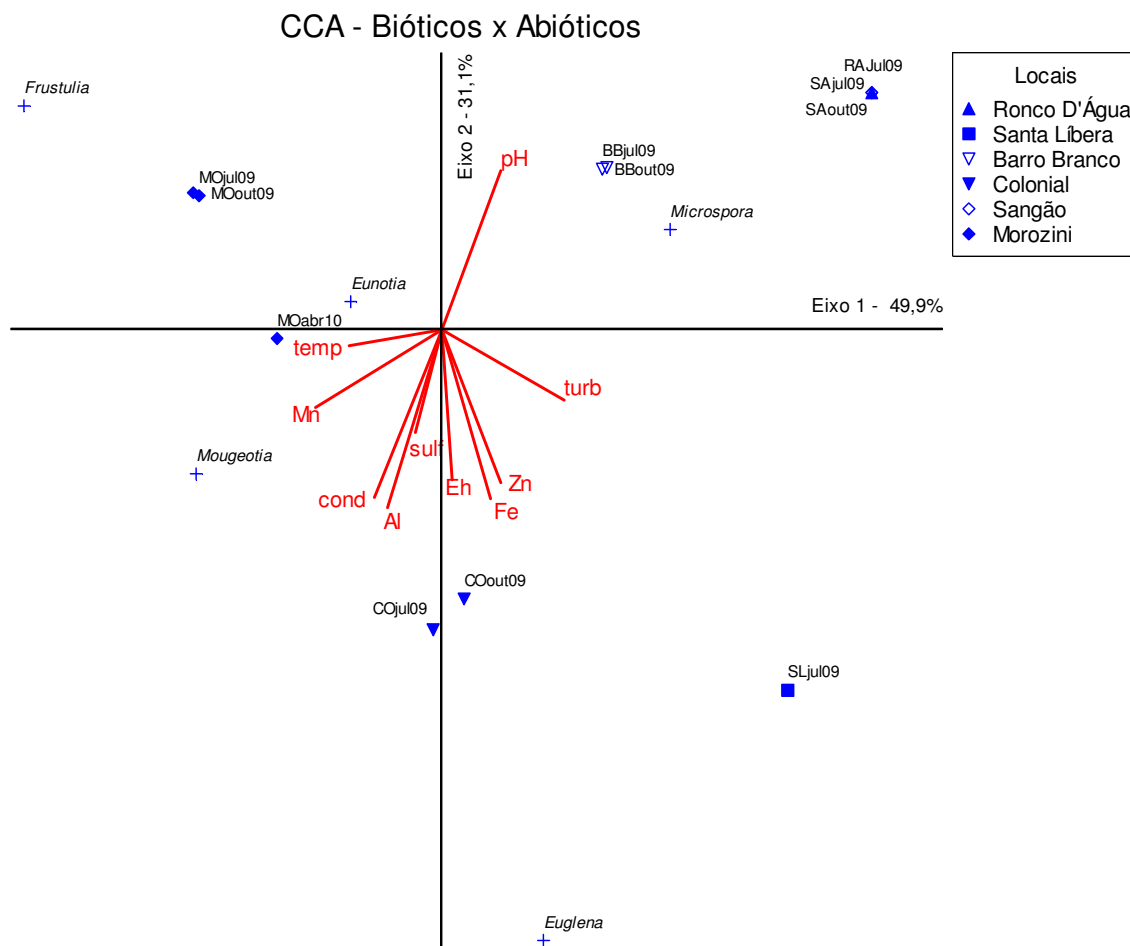 CCA - Bióticos x Abióticos
Eixo 2 - 31,1%
Frustulia
RAJul09
SAjul09
SAout09
Locais
Ronco D'Água
Santa Líbera
Barro Branco
Colonial
Sangão
Morozini
BBjul09
BBout09
pH
MOjul09
MOout09
Microspora
Eunotia
Eixo 1 - 49,9%
MOabr10
temp
turb
Mn
sulf
Mougeotia
cond
Al
Eh
Zn
Fe
COout09
COjul09
SLjul09
Euglena